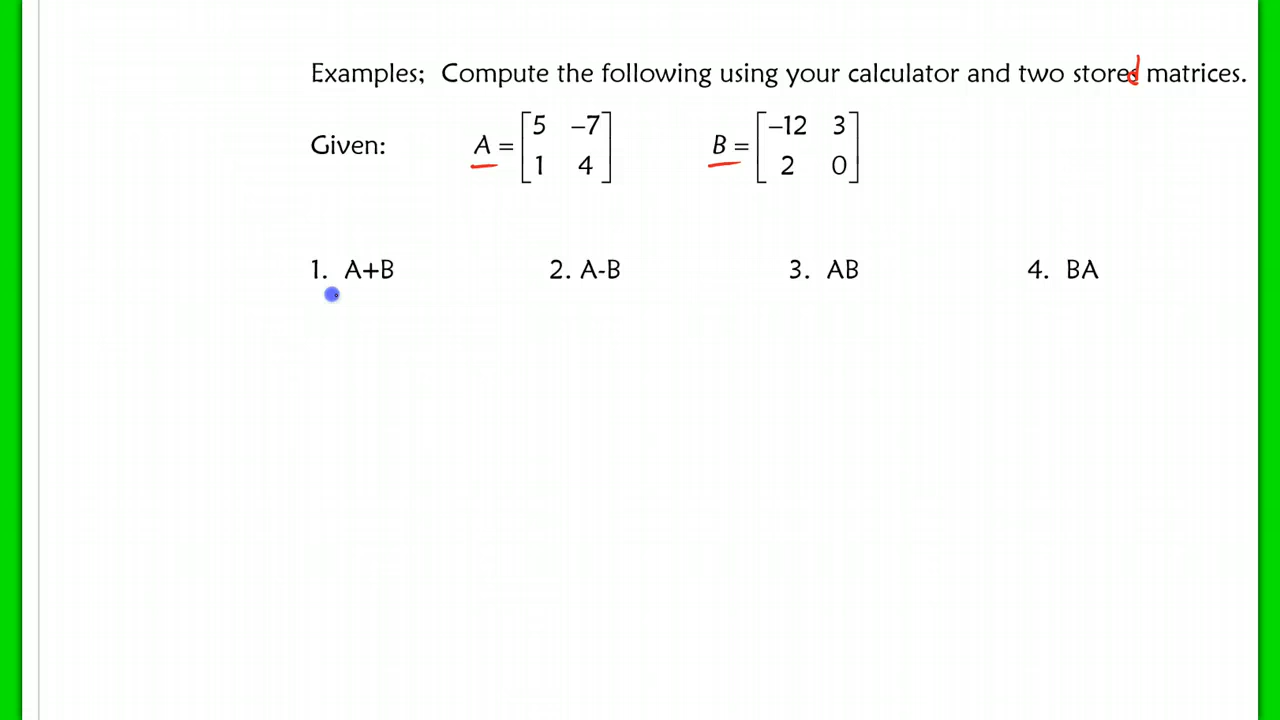 Examples; Compute the following using your calculator and two stored matrices.
Given: A = [5 –7; 1 4] B = [–12 3; 2 0]
1. A+B 2. A-B 3. AB 4. BA